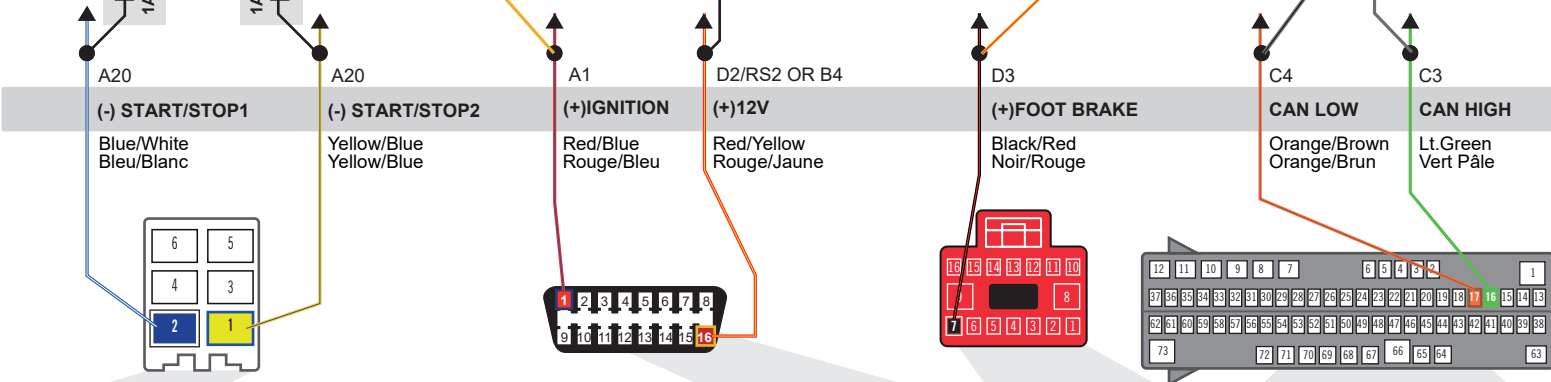 1A
1A
A20
A20
A1
D2/RS2 OR B4
D3
C4
C3
(-) START/STOP1
(-) START/STOP2
(+)IGNITION
(+)12V
(+)FOOT BRAKE
CAN LOW
CAN HIGH
Blue/White
Bleu/Blanc
Yellow/Blue
Yellow/Blue
Red/Blue
Rouge/Bleu
Red/Yellow
Rouge/Jaune
Black/Red
Noir/Rouge
Orange/Brown
Orange/Brun
Lt.Green
Vert Pâle
6 5
4 3
2 1
1 2 3 4 5 6 7 8
9 10 11 12 13 14 15 16
16 15 14 13 12 11 10
9 8
7 6 5 4 3 2 1
12 11 10 9 8 7 6 5 4 3 2 1
37 36 35 34 33 32 31 30 29 28 27 26 25 24 23 22 21 20 19 18 17 16 15 14 13
62 61 60 59 58 57 56 55 54 53 52 51 50 49 48 47 46 45 44 43 42 41 40 39 38
73 72 71 70 69 68 67 66 65 64 63